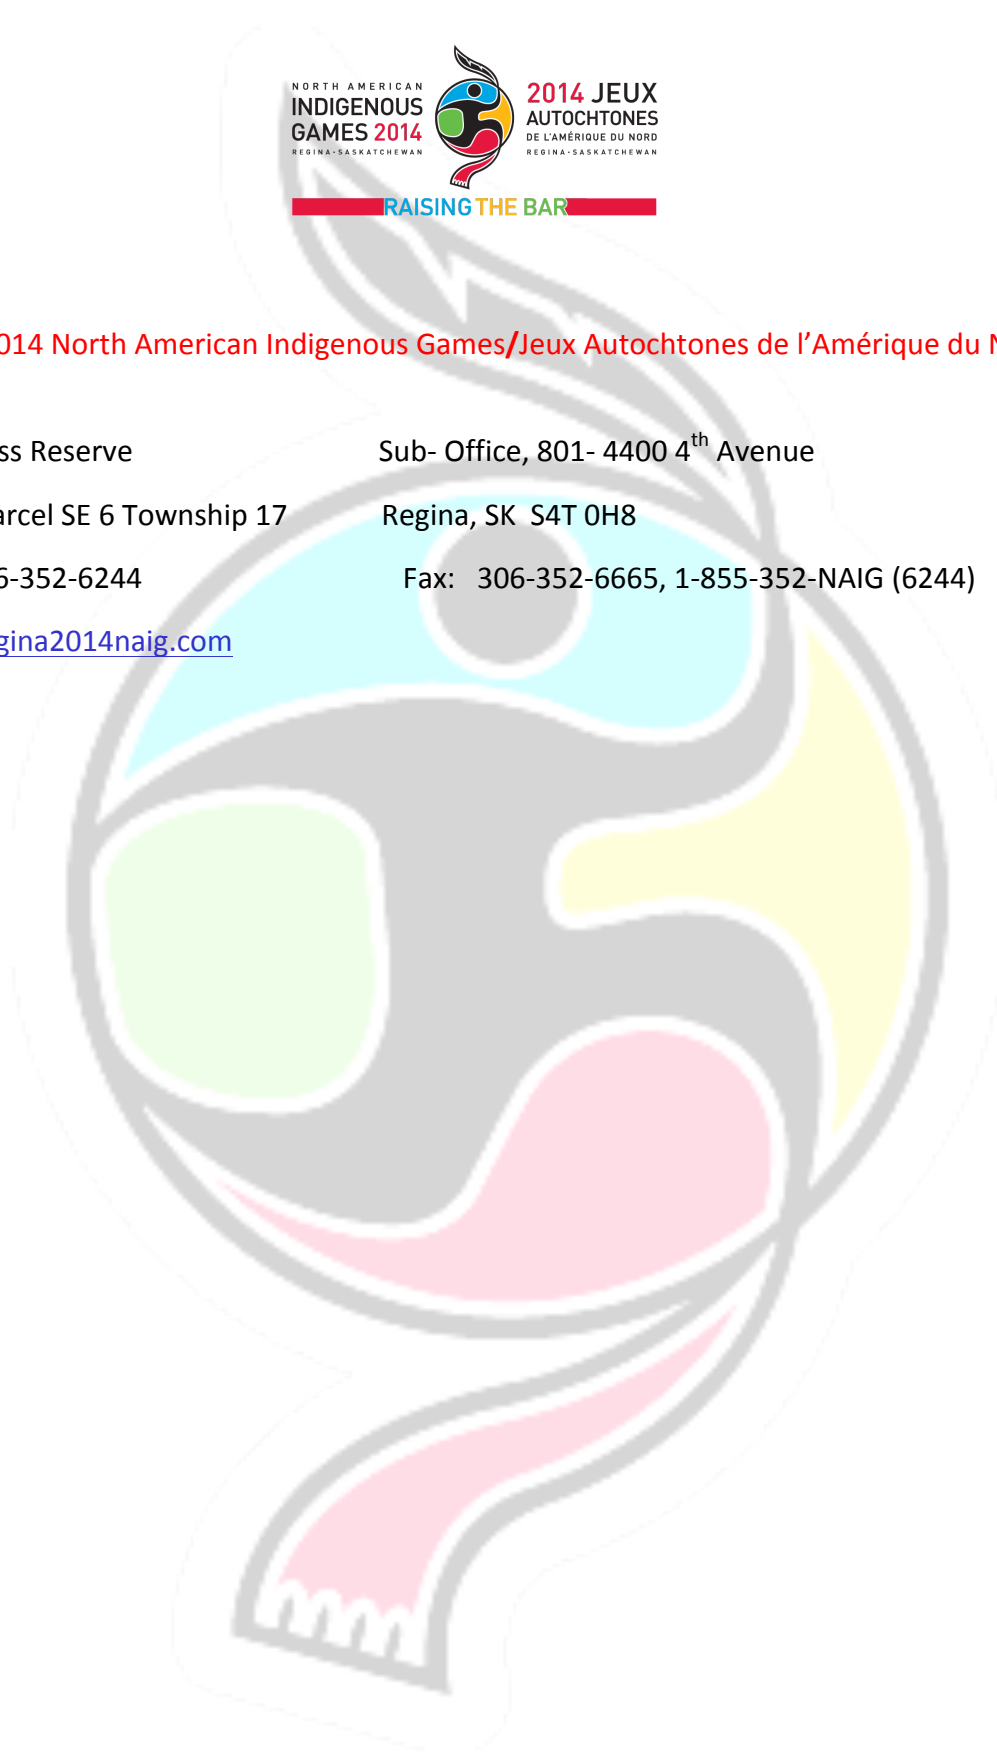 NORTH AMERICAN
INDIGENOUS
GAMES 2014
REGINA-SASKATCHEWAN
2014 JEUX
AUTOCHTONES
DE L'AMÉRIQUE DU NORD
REGINA-SASKATCHEWAN
RAISING THE BAR
014 North American Indigenous Games/Jeux Autochtones de l'Amérique du N
ss Reserve Sub- Office, 801- 4400 4th Avenue
arcel SE 6 Township 17 Regina, SK S4T 0H8
6-352-6244 Fax: 306-352-6665, 1-855-352-NAIG (6244)
gina2014naig.com